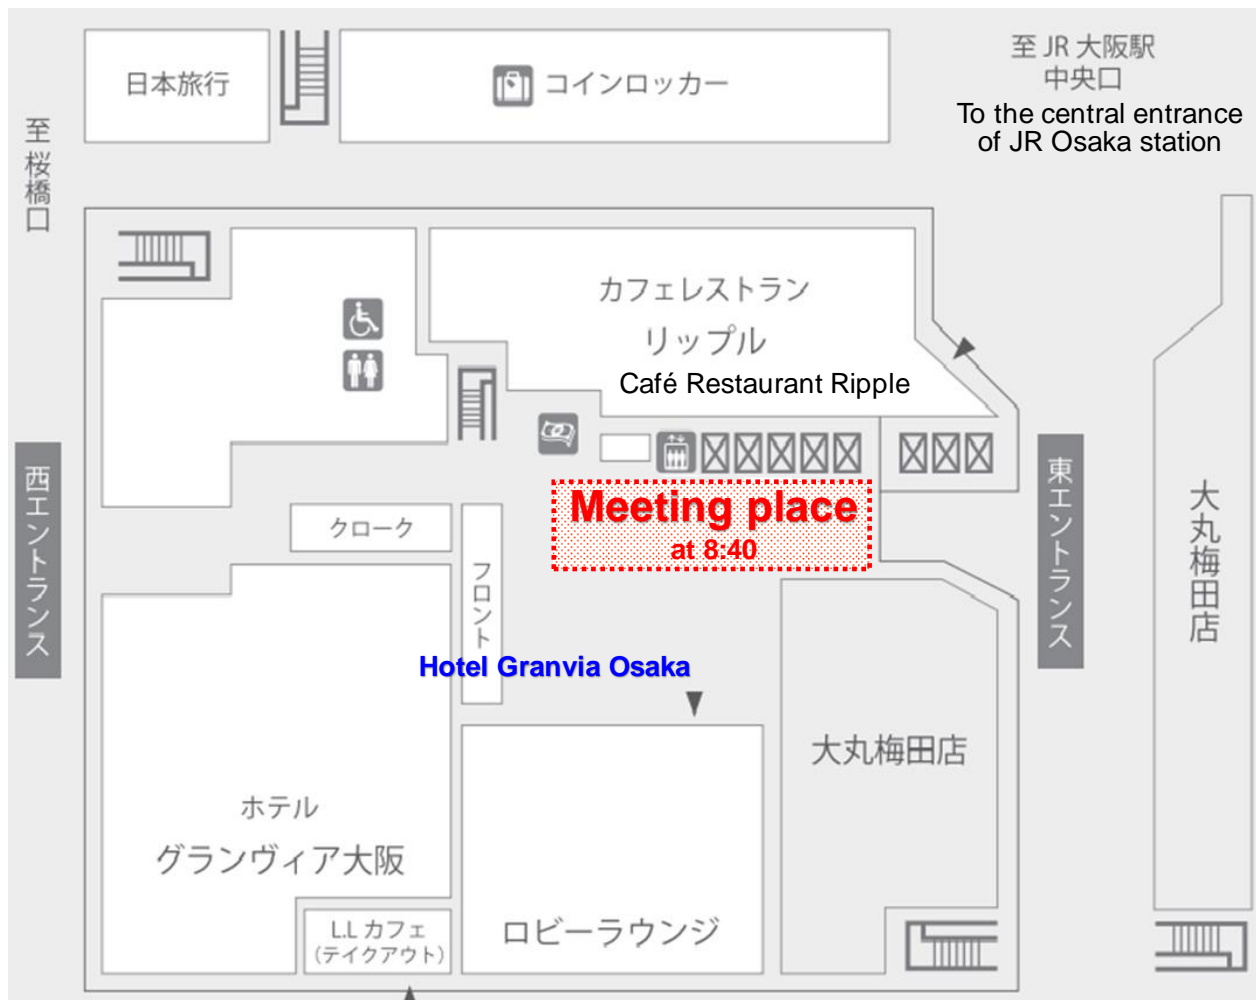 日本旅行
コインロッカー
至 JR 大阪駅
中央口
To the central entrance
of JR Osaka station
至 桜橋口
カフェレストラン
リップル
Café Restaurant Ripple
西エントランス
クローク
フロント
Meeting place
at 8:40
東エントランス
大丸梅田店
Hotel Granvia Osaka
大丸梅田店
ホテル
グランヴィア大阪
L.L カフェ
(テイクアウト)
ロビーラウンジ